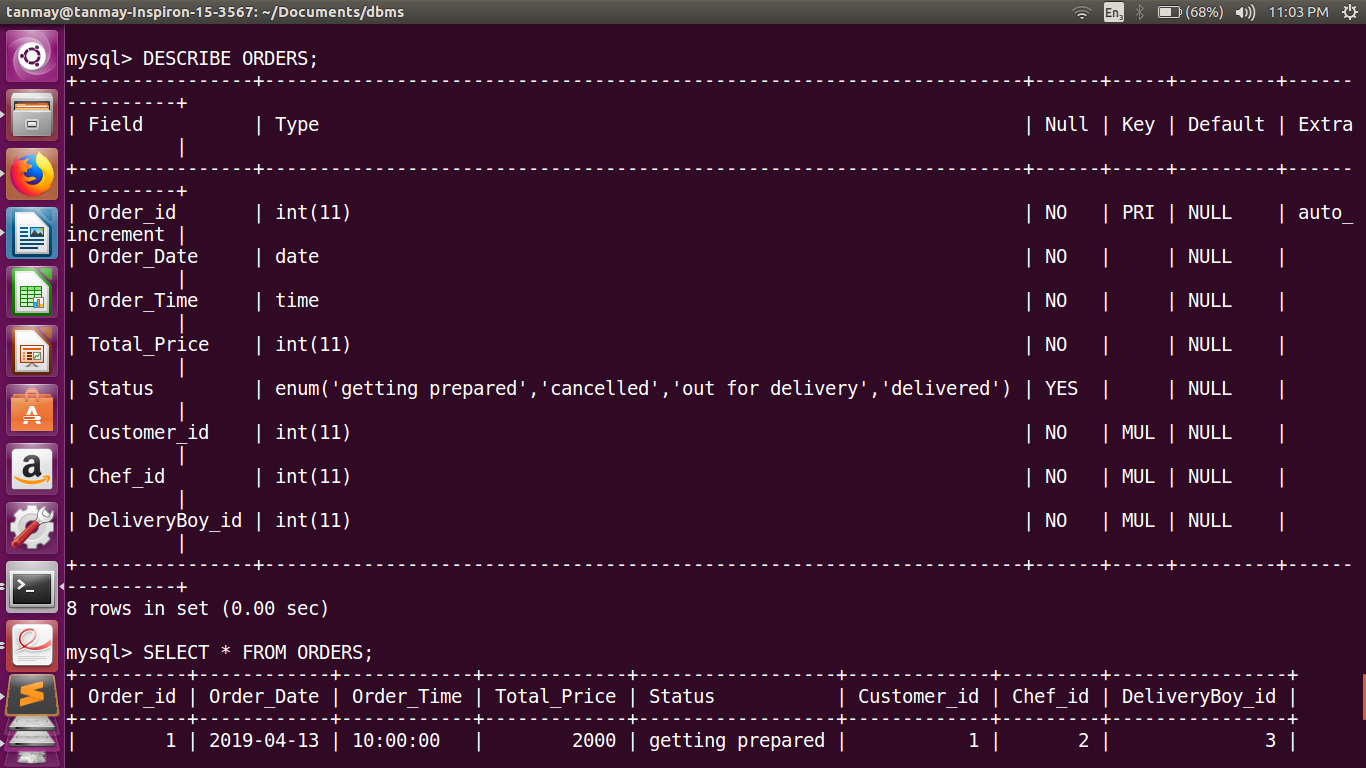 tanmay@tanmay-Inspiron-15-3567: ~/Documents/dbms
En3 (68%) 11:03 PM
mysql> DESCRIBE ORDERS;
+----------------+---------------------------------------------------------------------+------+-----+---------+------
----------+
| Field          | Type                                                                | Null | Key | Default | Extra
          |
+----------------+---------------------------------------------------------------------+------+-----+---------+------
----------+
| Order_id       | int(11)                                                             | NO   | PRI | NULL    | auto_
increment |
| Order_Date     | date                                                                | NO   |     | NULL    |
          |
| Order_Time     | time                                                                | NO   |     | NULL    |
          |
| Total_Price    | int(11)                                                             | NO   |     | NULL    |
          |
| Status         | enum('getting prepared','cancelled','out for delivery','delivered') | YES  |     | NULL    |
          |
| Customer_id    | int(11)                                                             | NO   | MUL | NULL    |
          |
| Chef_id        | int(11)                                                             | NO   | MUL | NULL    |
          |
| DeliveryBoy_id | int(11)                                                             | NO   | MUL | NULL    |
          |
+----------------+---------------------------------------------------------------------+------+-----+---------+------
----------+
8 rows in set (0.00 sec)
mysql> SELECT * FROM ORDERS;
+----------+------------+------------+-------------+------------------+-------------+---------+----------------+
| Order_id | Order_Date | Order_Time | Total_Price | Status           | Customer_id | Chef_id | DeliveryBoy_id |
+----------+------------+------------+-------------+------------------+-------------+---------+----------------+
|        1 | 2019-04-13 | 10:00:00   |        2000 | getting prepared |           1 |       2 |              3 |